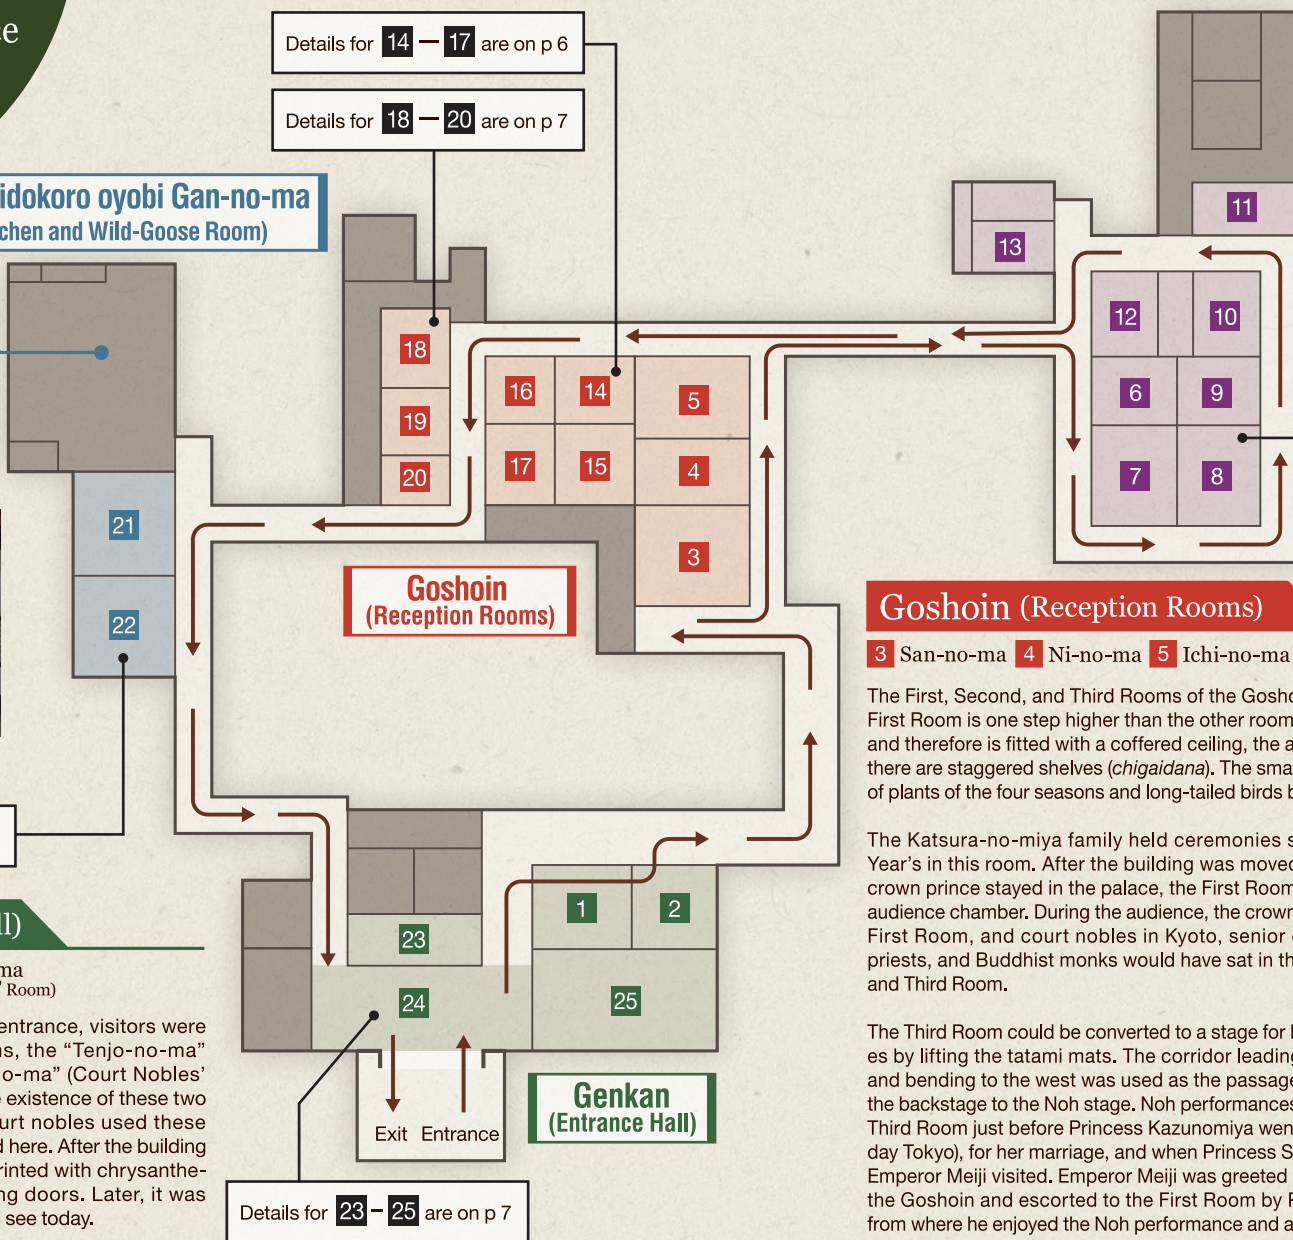 Details for 14 – 17 are on p 6
Details for 18 – 20 are on p 7
idokoro oyobi Gan-no-ma
chen and Wild-Goose Room)
11
13
12
10
18
16
14
5
6
9
19
17
15
4
20
7
8
21
3
22
Goshoin
(Reception Rooms)
1
2
23
24
25
Genkan
(Entrance Hall)
Exit
Entrance
Details for 23 – 25 are on p 7
ma
Room)
entrance, visitors were
the “Tenjo-no-ma”
o-ma” (Court Nobles’
existence of these two
court nobles used these
here. After the building
rinted with chrysanthe-
ng doors. Later, it was
see today.
Goshoin (Reception Rooms)
3 San-no-ma 4 Ni-no-ma 5 Ichi-no-ma
The First, Second, and Third Rooms of the Gosho
First Room is one step higher than the other room
and therefore is fitted with a coffered ceiling, the a
there are staggered shelves (chigaidana). The sma
of plants of the four seasons and long-tailed birds b
The Katsura-no-miya family held ceremonies s
Year’s in this room. After the building was moved
crown prince stayed in the palace, the First Room
audience chamber. During the audience, the crown
First Room, and court nobles in Kyoto, senior
priests, and Buddhist monks would have sat in th
and Third Room.
The Third Room could be converted to a stage for
es by lifting the tatami mats. The corridor leading
and bending to the west was used as the passage
the backstage to the Noh stage. Noh performances
Third Room just before Princess Kazunomiya wen
day Tokyo), for her marriage, and when Princess S
Emperor Meiji visited. Emperor Meiji was greeted
the Goshoin and escorted to the First Room by
from where he enjoyed the Noh performance and a